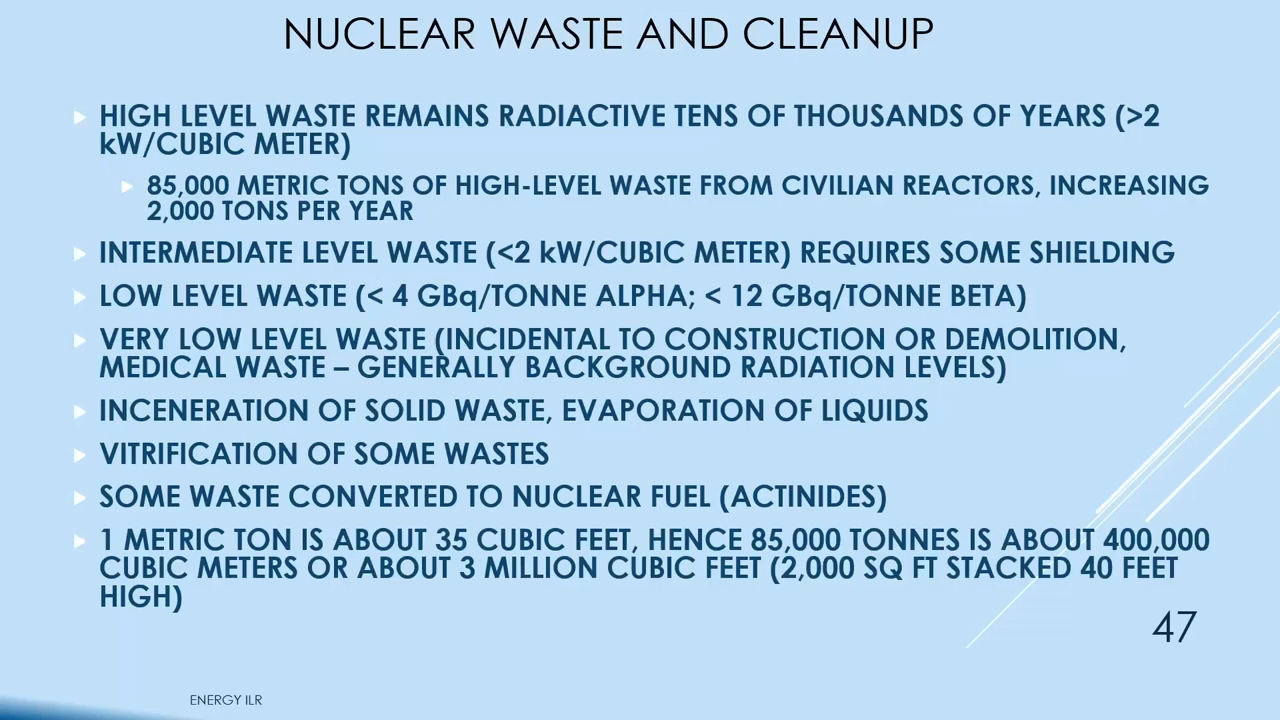 NUCLEAR WASTE AND CLEANUP
HIGH LEVEL WASTE REMAINS RADIACTIVE TENS OF THOUSANDS OF YEARS (>2
kW/CUBIC METER)
85,000 METRIC TONS OF HIGH-LEVEL WASTE FROM CIVILIAN REACTORS, INCREASING
2,000 TONS PER YEAR
INTERMEDIATE LEVEL WASTE (<2 kW/CUBIC METER) REQUIRES SOME SHIELDING
LOW LEVEL WASTE (< 4 GBq/TONNE ALPHA; < 12 GBq/TONNE BETA)
VERY LOW LEVEL WASTE (INCIDENTAL TO CONSTRUCTION OR DEMOLITION,
MEDICAL WASTE – GENERALLY BACKGROUND RADIATION LEVELS)
INCENERATION OF SOLID WASTE, EVAPORATION OF LIQUIDS
VITRIFICATION OF SOME WASTES
SOME WASTE CONVERTED TO NUCLEAR FUEL (ACTINIDES)
1 METRIC TON IS ABOUT 35 CUBIC FEET, HENCE 85,000 TONNES IS ABOUT 400,000
CUBIC METERS OR ABOUT 3 MILLION CUBIC FEET (2,000 SQ FT STACKED 40 FEET
HIGH)
47
ENERGY ILR